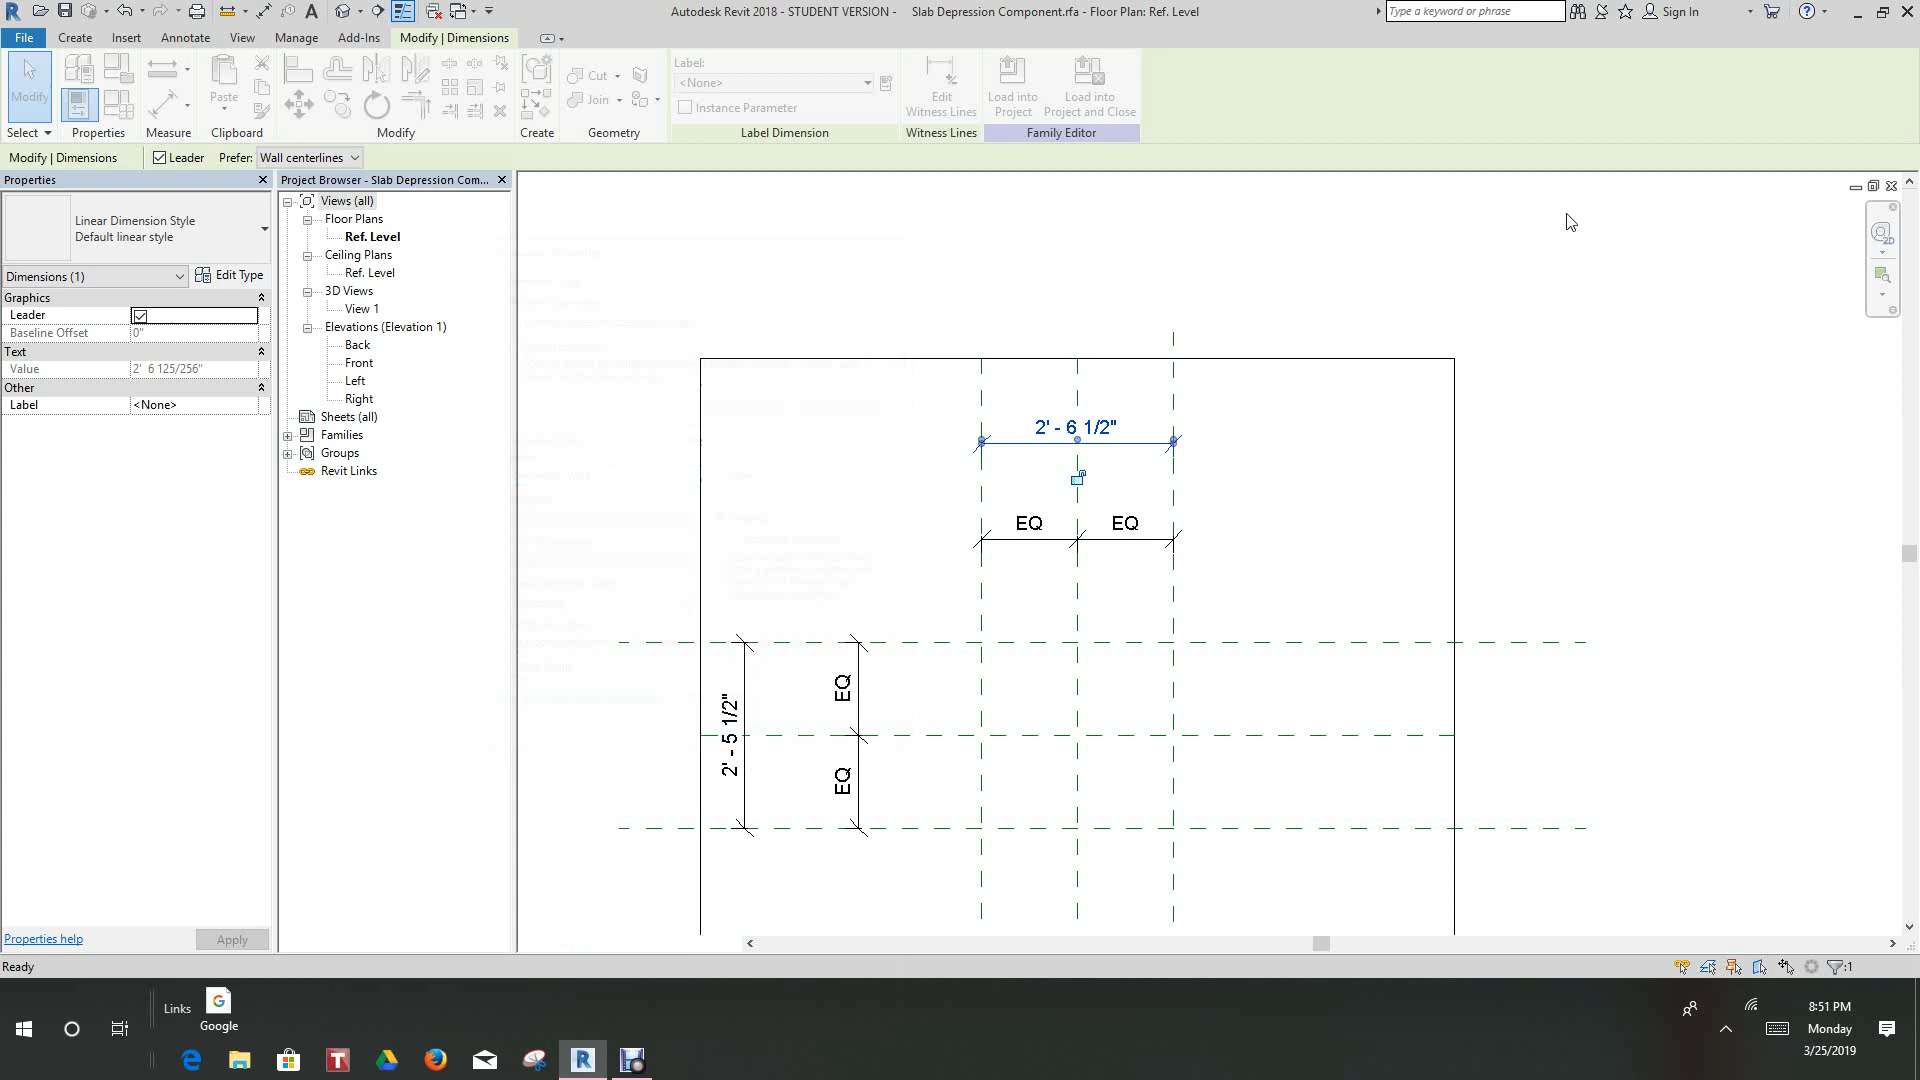 Autodesk Revit 2018 - STUDENT VERSION - Slab Depression Component.rfa - Floor Plan: Ref. Level
Type a keyword or phrase
Sign In
File Create Insert Annotate View Manage Add-Ins Modify | Dimensions
Modify
Paste
Cut
Join
Label:
<None>
Instance Parameter
Edit
Witness Lines
Load into
Project
Load into
Project and Close
Select Properties Measure Clipboard Modify Create Geometry Label Dimension Witness Lines Family Editor
Modify | Dimensions Leader Prefer: Wall centerlines
Properties
Linear Dimension Style
Default linear style
Dimensions (1) Edit Type
Graphics
Leader
Baseline Offset 0"
Text
Value 2' 6 125/256"
Other
Label <None>
Properties help Apply
Project Browser - Slab Depression Com...
Views (all)
Floor Plans
Ref. Level
Ceiling Plans
Ref. Level
3D Views
View 1
Elevations (Elevation 1)
Back
Front
Left
Right
Sheets (all)
Families
Groups
Revit Links
2D
2' - 6 1/2"
EQ EQ
2' - 5 1/2"
EQ
EQ
Ready
:1
Links
Google
8:51 PM
Monday
3/25/2019